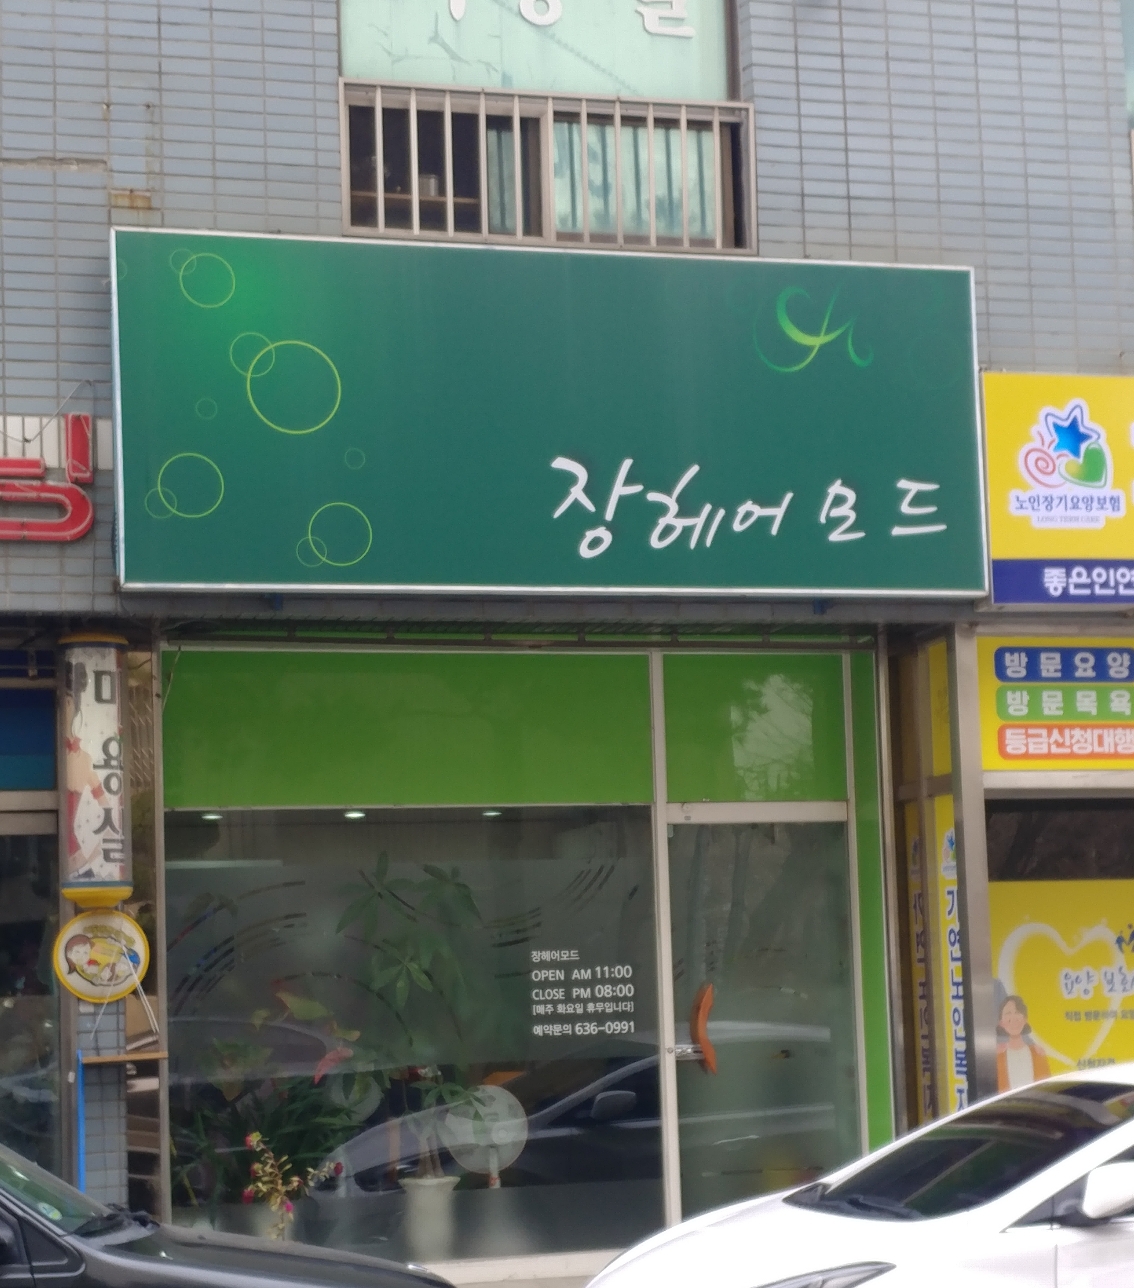 장헤어모드
노인장기요양보험
LONG TERM CARE
좋은인연
방문요양
방문목욕
등급신청대행
미용실
장헤어모드
OPEN AM 11:00
CLOSE PM 08:00
[매주 화요일 휴무입니다]
예약문의 636-0991